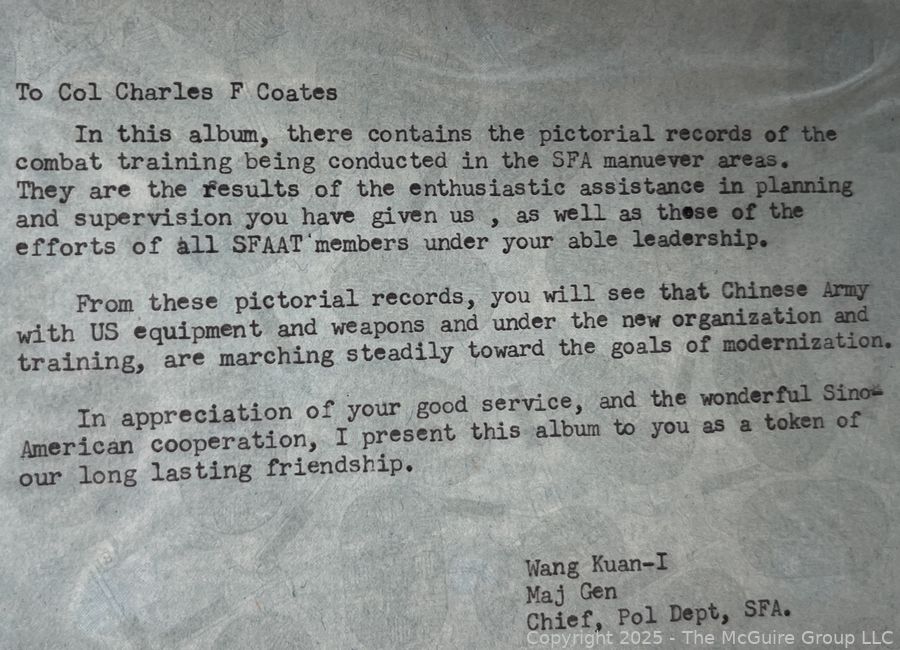 To Col Charles F Coates
In this album, there contains the pictorial records of the
combat training being conducted in the SFA manuever areas.
They are the results of the enthusiastic assistance in planning
and supervision you have given us , as well as those of the
efforts of all SFAAT members under your able leadership.
From these pictorial records, you will see that Chinese Army
with US equipment and weapons and under the new organization and
training, are marching steadily toward the goals of modernization.
In appreciation of your good service, and the wonderful Sino-
American cooperation, I present this album to you as a token of
our long lasting friendship.
Wang Kuan-I
Maj Gen
Chief, Pol Dept, SFA.
Copyright 2025 - The McGuire Group LLC